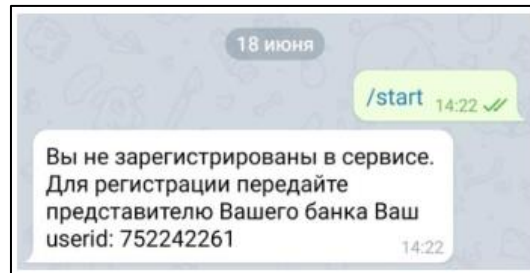 18 июня
/start 14:22
Вы не зарегистрированы в сервисе.
Для регистрации передайте
представителю Вашего банка Ваш
userid: 752242261
14:22